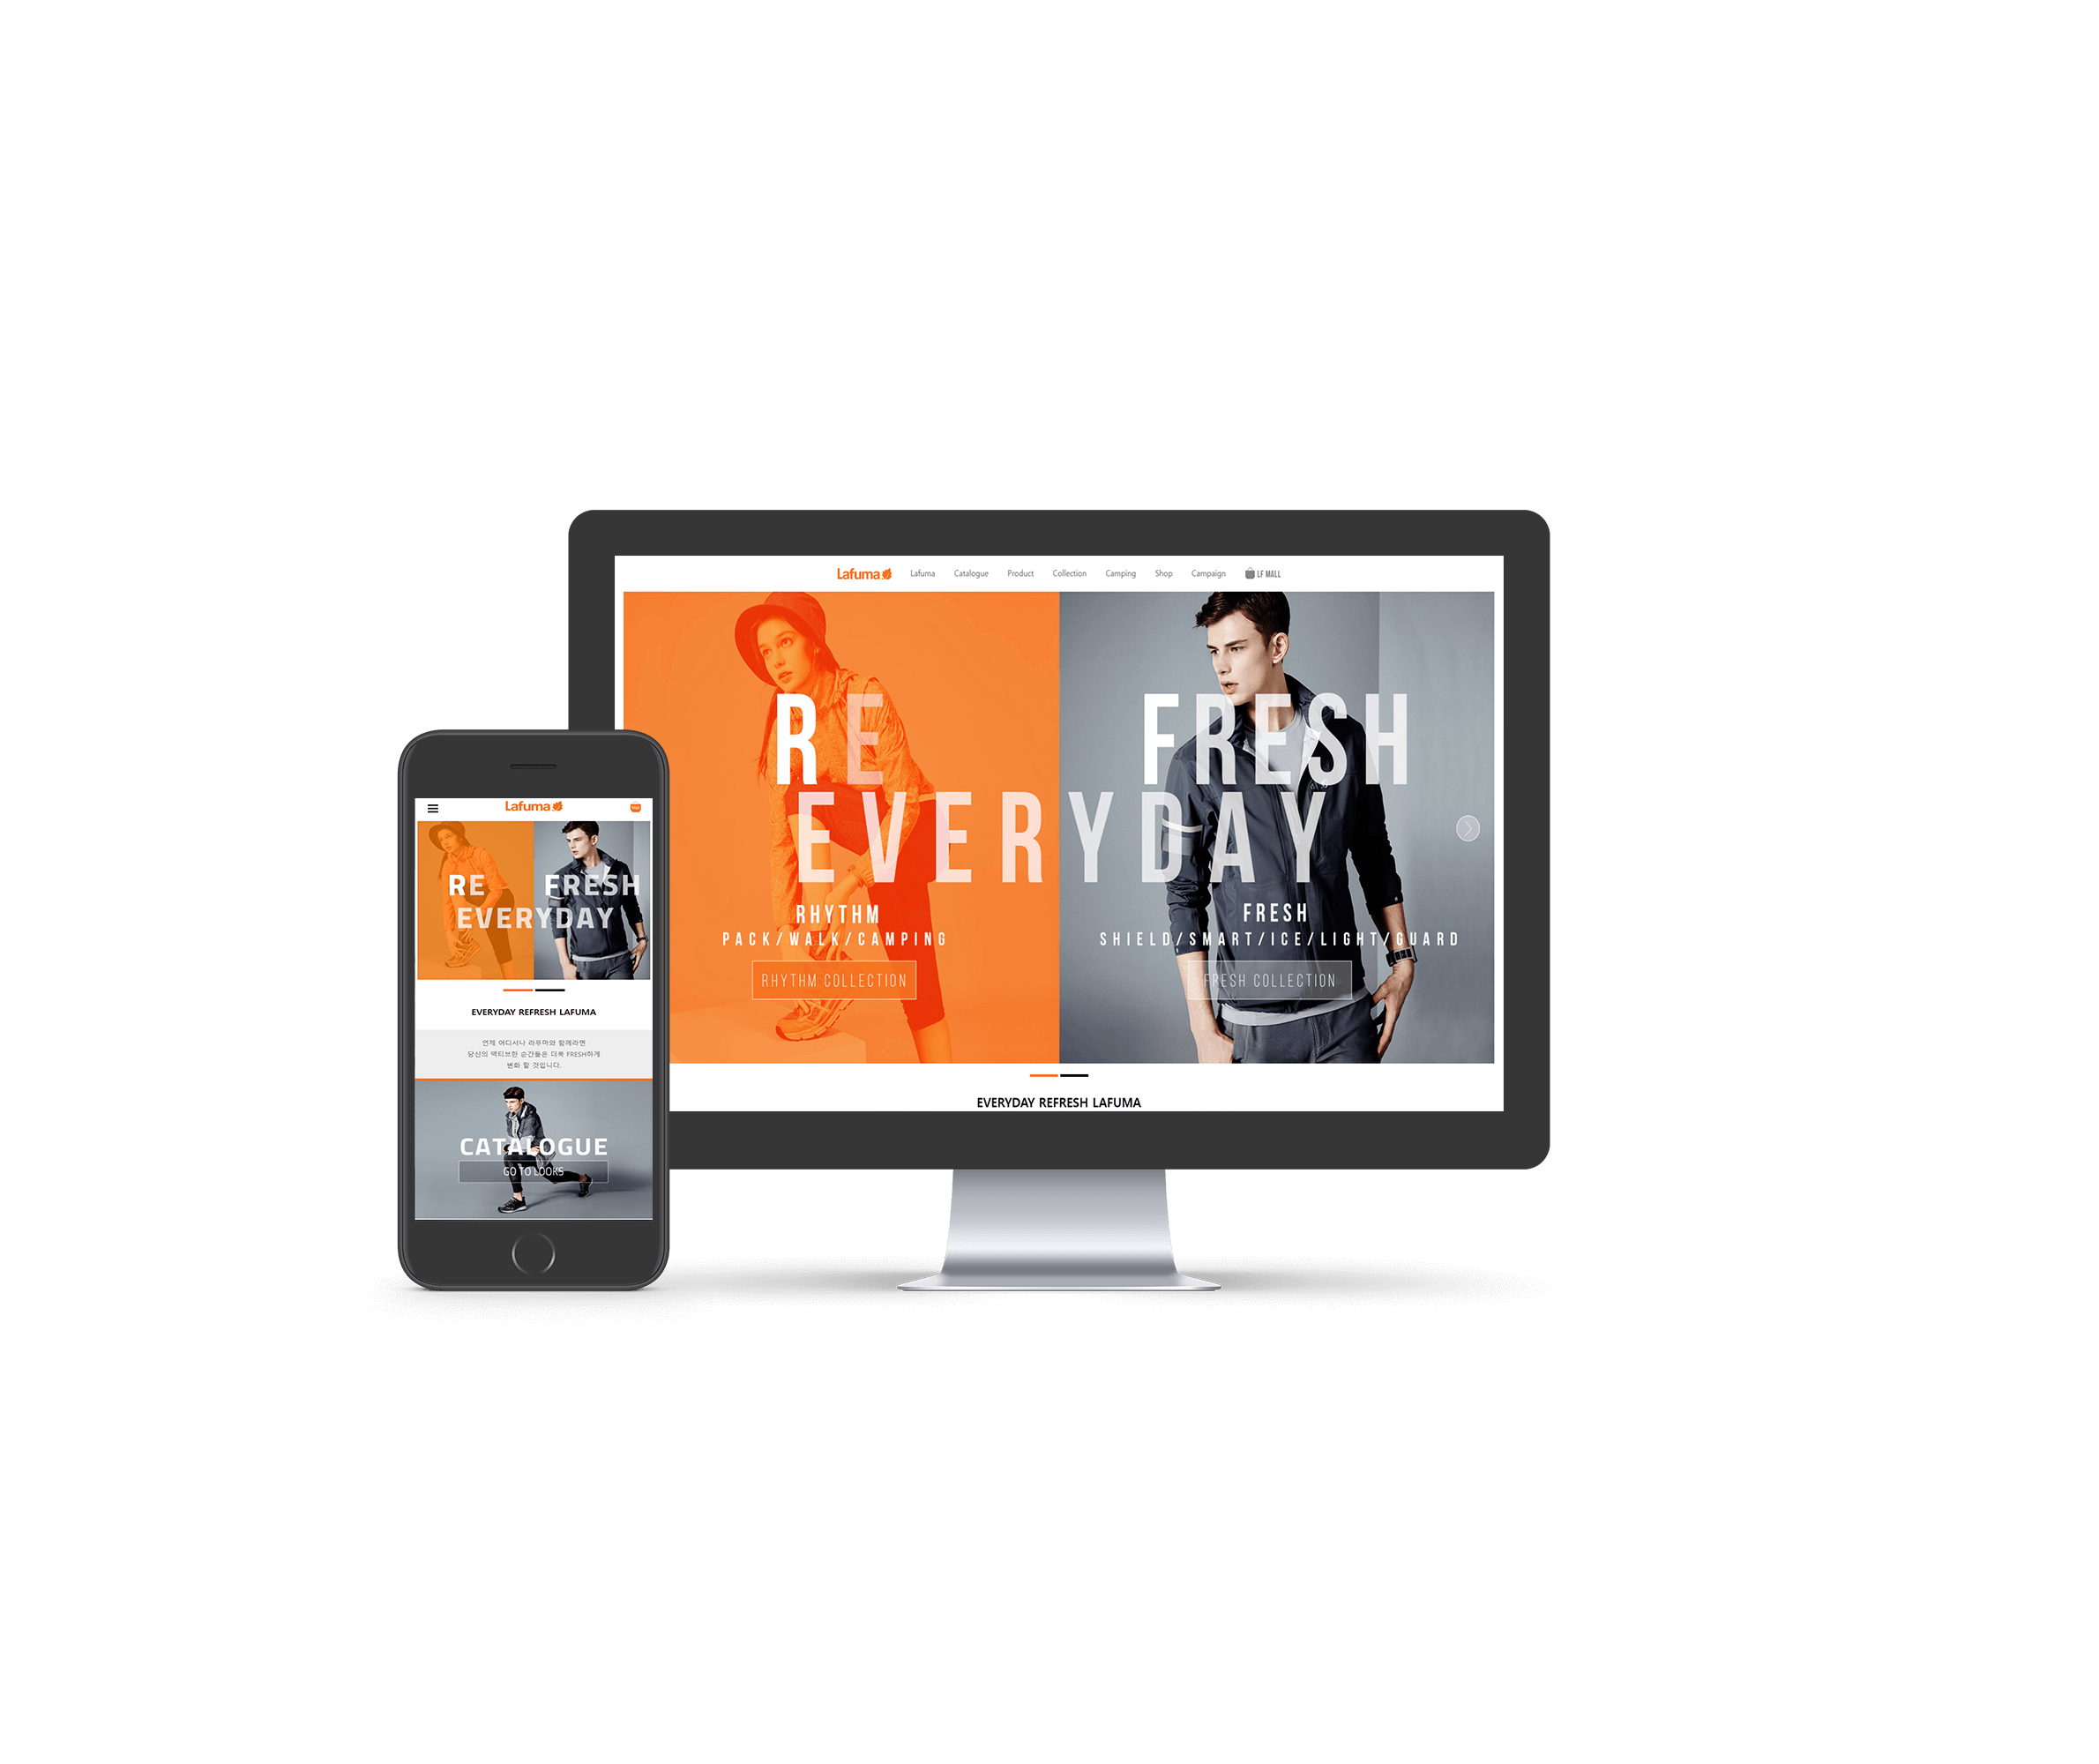 Lafuma Lafuma Catalogue Product Collection Camping Shop Campaign LF MALL
RE FRESH
EVERYDAY
RHYTHM
PACK/WALK/CAMPING
RHYTHM COLLECTION
FRESH
SHIELD/SMART/ICE/LIGHT/GUARD
FRESH COLLECTION
EVERYDAY REFRESH LAFUMA
Lafuma
RE FRESH
EVERYDAY
EVERYDAY REFRESH LAFUMA
언제 어디서나 라푸마와 함께라면
당신의 액티브한 순간들은 더욱 FRESH하게
변화 할 것입니다.
CATALOGUE
GO TO LOOKS